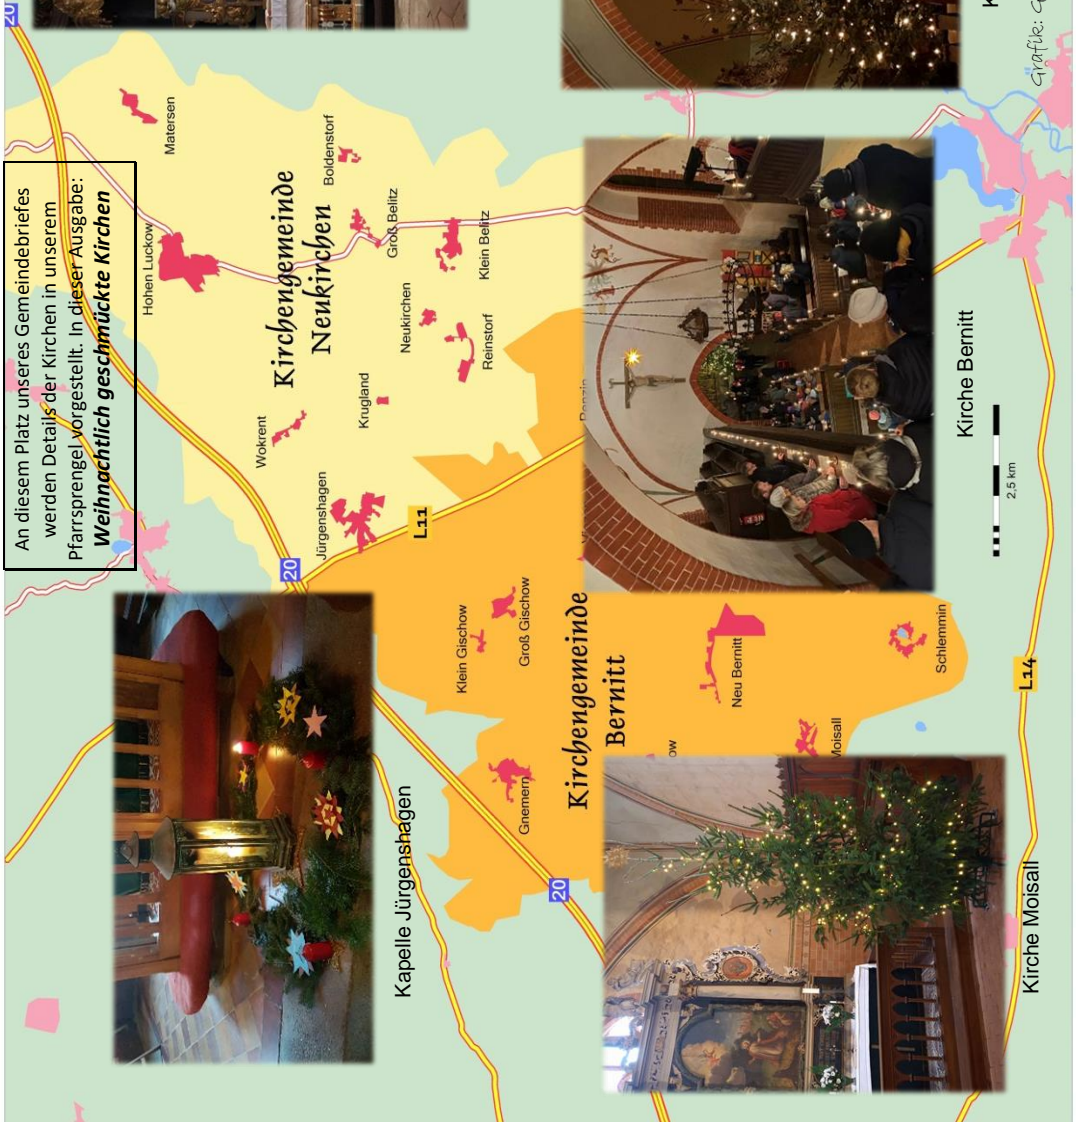 An diesem Platz unseres Gemeindebriefes
werden Details der Kirchen in unserem
Pfarrsprengel vorgestellt. In dieser Ausgabe:
Weihnachtlich geschmückte Kirchen
20
Matersen
Hohen Luckow
Boldenstorf
Kirchengemeinde
Neukirchen
Groß Belitz
Klein Belitz
Neukirchen
Reinstorf
Krugland
Wokrent
Jürgenshagen
20
L11
Klein Gischow
Groß Gischow
Kirchengemeinde
Bernitt
Gnemern
20
Neu Bernitt
Schlemmin
Moisall
ow
Kapelle Jürgenshagen
Kirche Bernitt
2,5 km
L14
Kirche Moisall
K
Grafik: G